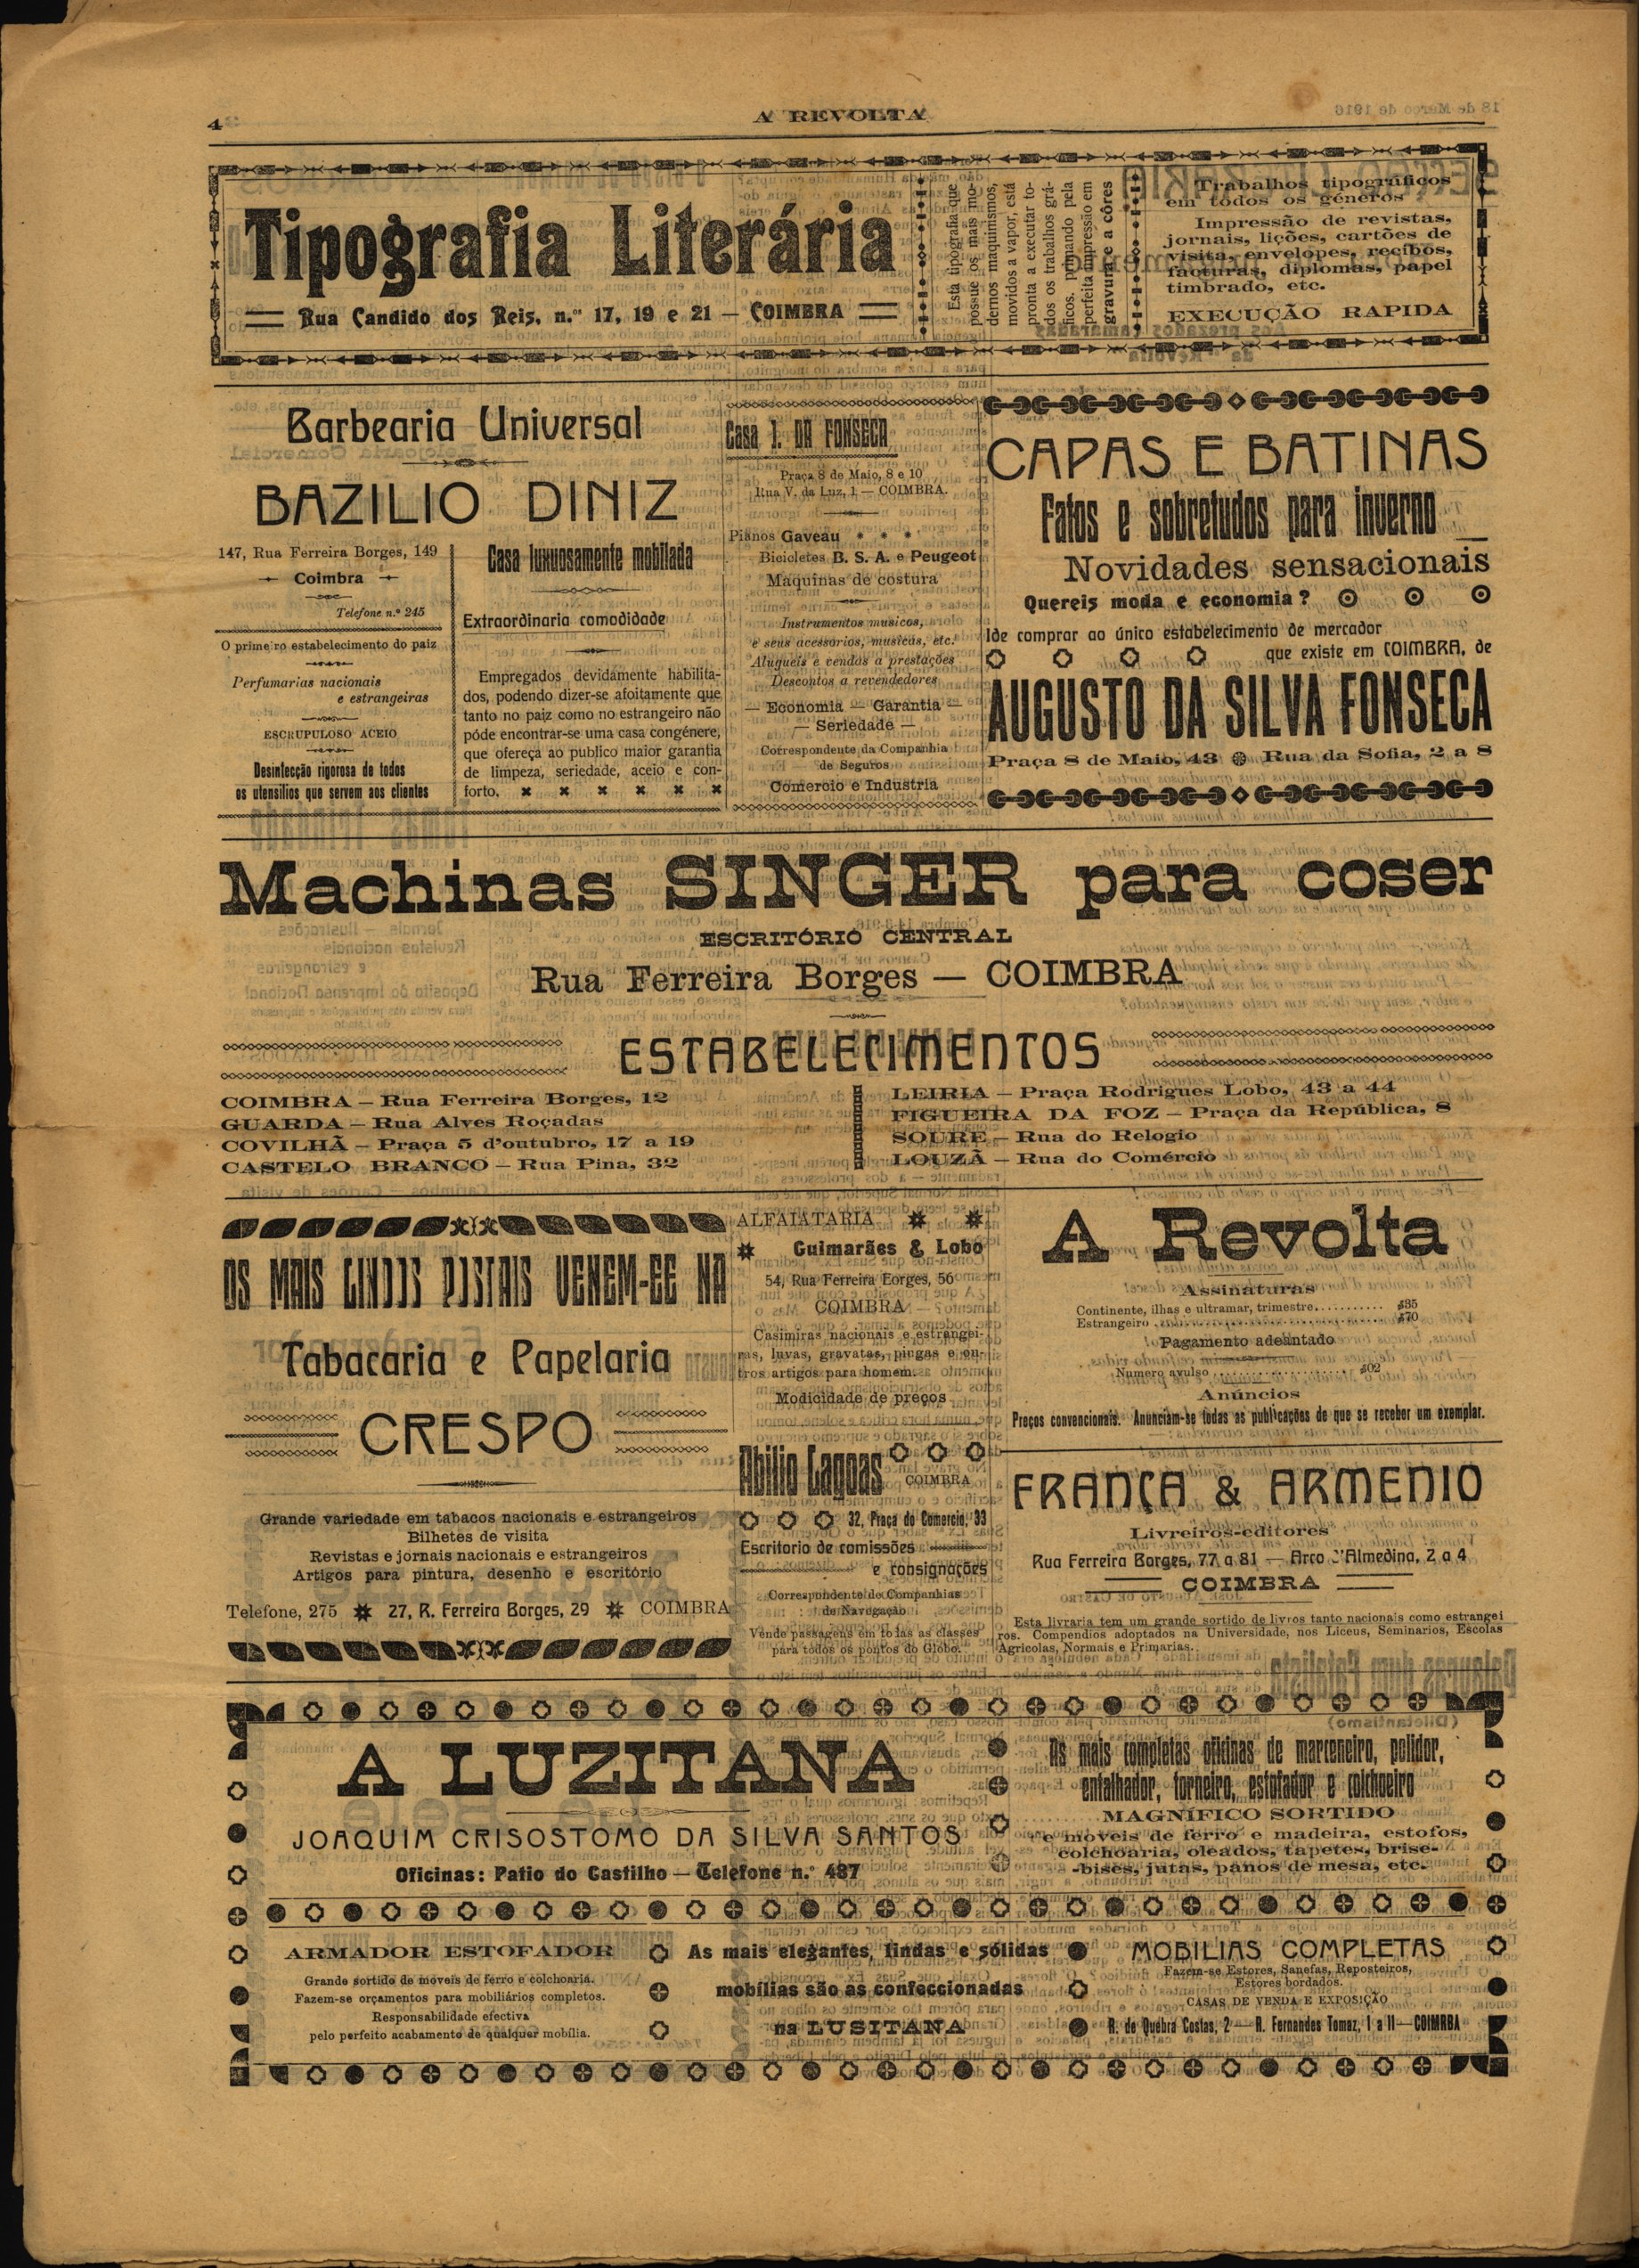 4
A REVOLTA
Tipografia Literária
Rua Candido dos Reis, n.os 17, 19 e 21 — COIMBRA
Esta tipografia que
possue os mais mo-
dernos maquinismos,
movidos a vapor, está
pronta a executar to-
dos os trabalhos grá-
ficos, primando pela
perfeita impressão em
gravura e a côres
Trabalhos tipográficos
em todos os géneros
Impressão de revistas,
jornais, lições, cartões de
visita, envelopes, recibos,
facturas, diplomas, papel
timbrado, etc.
EXECUÇÃO RAPIDA
Barbearia Universal
BAZILIO DINIZ
147, Rua Ferreira Borges, 149
Coimbra
Telefone n.º 245
O primeiro estabelecimento do paiz
Perfumarias nacionais
e estrangeiras
ESCRUPULOSO ACEIO
Desinfecção rigorosa de todos
os utensilios que servem aos clientes
Casa luxuosamente mobilada
Extraordinaria comodidade
Empregados devidamente habilita-
dos, podendo dizer-se afoitamente que
tanto no paiz como no estrangeiro não
póde encontrar-se uma casa congénere,
que ofereça ao publico maior garantia
de limpeza, seriedade, aceio e con-
forto.
Casa J. DA FONSECA
Praça 8 de Maio, 8 e 10
Rua V. da Luz, 1 — COIMBRA.
Pianos Gaveau
Bicicletes B. S. A. e Peugeot
Maquinas de costura
Instrumentos musicos,
e seus acessorios, musicas, etc.
Alugueis e vendas a prestações
Descontos a revendedores
— Economia — Garantia —
— Seriedade —
Correspondente da Companhia
de Seguros
Comercio e Industria
CAPAS E BATINAS
Fatos e sobretudos para inverno
Novidades sensacionais
Quereis moda e economia?
Ide comprar ao único estabelecimento de mercador
que existe em COIMBRA, de
AUGUSTO DA SILVA FONSECA
Praça 8 de Maio, 43 Rua da Sofia, 2 a 8
Machinas SINGER para coser
ESCRITÓRIO CENTRAL
Rua Ferreira Borges — COIMBRA
ESTABELECIMENTOS
COIMBRA — Rua Ferreira Borges, 12
GUARDA — Rua Alves Roçadas
COVILHÃ — Praça 5 d'outubro, 17 a 19
CASTELO BRANCO — Rua Pina, 32
LEIRIA — Praça Rodrigues Lobo, 43 a 44
FIGUEIRA DA FOZ — Praça da República, 8
SOURE — Rua do Relogio
LOUZÃ — Rua do Comércio
OS MAIS LINDOS POSTAIS VENEM-EE NA
Tabacaria e Papelaria
CRESPO
Grande variedade em tabacos nacionais e estrangeiros
Bilhetes de visita
Revistas e jornais nacionais e estrangeiros
Artigos para pintura, desenho e escritório
Telefone, 275 27, R. Ferreira Borges, 29 COIMBRA
ALFAIATARIA
Guimarães & Lobo
54, Rua Ferreira Eorges, 56
COIMBRA
Casimiras nacionais e estrangei-
ras, luvas, gravatas, piugas e ou-
tros artigos para homem.
Modicidade de preços
Abilio Lagoas
COIMBRA
32, Praça do Comercio, 33
Escritorio de comissões
e consignações
Correspondente de Companhias
de Navegação
Vende passagens em todas as classes
para todos os pontos do Globo.
A Revolta
Assinaturas
Continente, ilhas e ultramar, trimestre........... $35
Estrangeiro ........................................ $70
Pagamento adeantado
Numero avulso ........................ $02
Anúncios
Preços convencionais. Anunciam-se todas as publicações de que se receber um exemplar.
FRANÇA & ARMENIO
Livreiros-editores
Rua Ferreira Borges, 77 a 81 — Arco d'Almedina, 2 a 4
COIMBRA
Esta livraria tem um grande sortido de livros tanto nacionais como estrangei
ros. Compendios adoptados na Universidade, nos Liceus, Seminarios, Escolas
Agricolas, Normais e Primarias.
A LUZITANA
JOAQUIM CRISOSTOMO DA SILVA SANTOS
Oficinas: Patio do Castilho — Telefone n.º 487
As mais completas oficinas de marceneiro, polidor,
entalhador, torneiro, estofador e colchoeiro
MAGNÍFICO SORTIDO
e moveis de ferro e madeira, estofos,
colchoaria, oleados, tapetes, brise-
-bises, jutas, panos de mesa, etc.
ARMADOR ESTOFADOR
Grande sortido de moveis de ferro e colchoaria.
Fazem-se orçamentos para mobiliários completos.
Responsabilidade efectiva
pelo perfeito acabamento de qualquer mobília.
As mais elegantes, lindas e sólidas
mobílias são as confeccionadas
na LUSITANA
MOBILIAS COMPLETAS
Fazem-se Estores, Sanefas, Reposteiros,
Estores bordados.
CASAS DE VENDA E EXPOSIÇÃO
R. de Quebra Costas, 2 — R. Fernandes Tomaz, 1 a 11 — COIMRBA